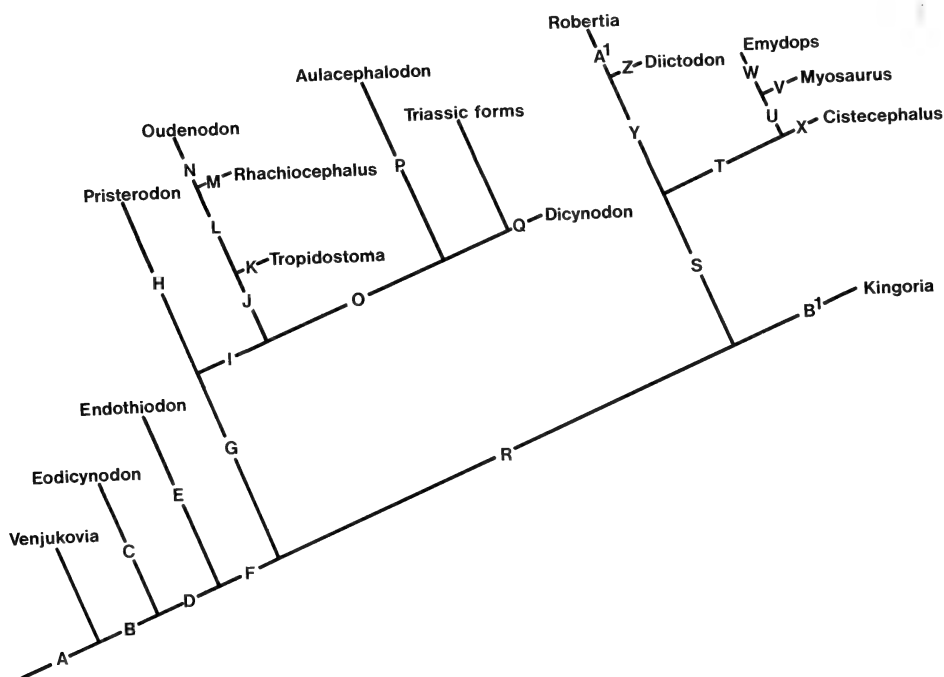 Robertia
A¹
Z Diictodon
Emydops
W
V Myosaurus
U
X Cistecephalus
Aulacephalodon
Triassic forms
Y
T
Oudenodon
N
M Rhachiocephalus
P
Pristerodon
L
Q Dicynodon
K Tropidostoma
S
H
J
O
Kingoria
B¹
I
Endothiodon
G
R
Eodicynodon
E
Venjukovia
C
F
D
B
A